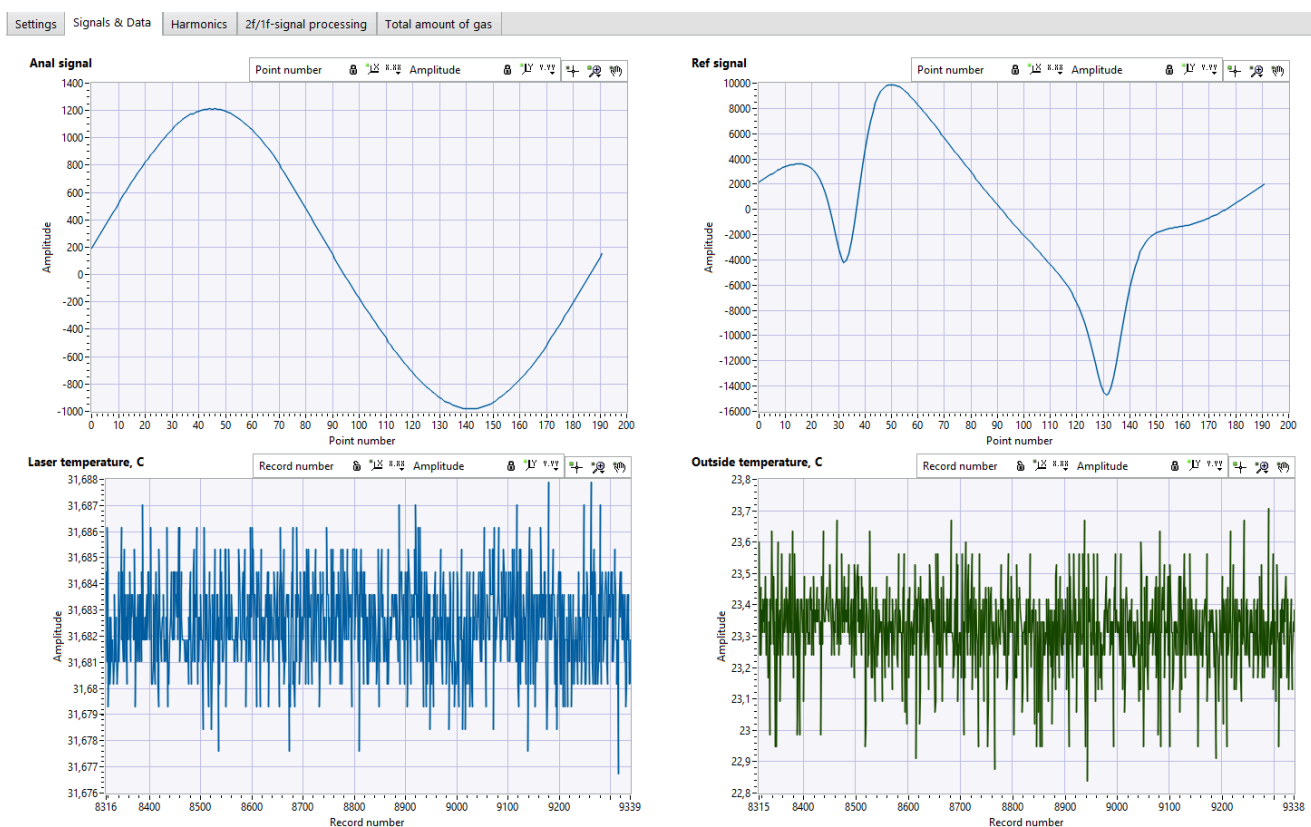 Settings Signals & Data Harmonics 2f/1f-signal processing Total amount of gas
Anal signal
Point number Amplitude
1400
1200
1000
800
600
400
200
0
-200
-400
-600
-800
-1000
Amplitude
0 10 20 30 40 50 60 70 80 90 100 110 120 130 140 150 160 170 180 190 200
Point number
Ref signal
Point number Amplitude
10000
8000
6000
4000
2000
0
-2000
-4000
-6000
-8000
-10000
-12000
-14000
-16000
Amplitude
0 10 20 30 40 50 60 70 80 90 100 110 120 130 140 150 160 170 180 190 200
Point number
Laser temperature, C
Record number Amplitude
31,688
31,687
31,686
31,685
31,684
31,683
31,682
31,681
31,68
31,679
31,678
31,677
31,676
Amplitude
8316 8400 8500 8600 8700 8800 8900 9000 9100 9200 9339
Record number
Outside temperature, C
Record number Amplitude
23,8
23,7
23,6
23,5
23,4
23,3
23,2
23,1
23
22,9
22,8
Amplitude
8315 8400 8500 8600 8700 8800 8900 9000 9100 9200 9338
Record number